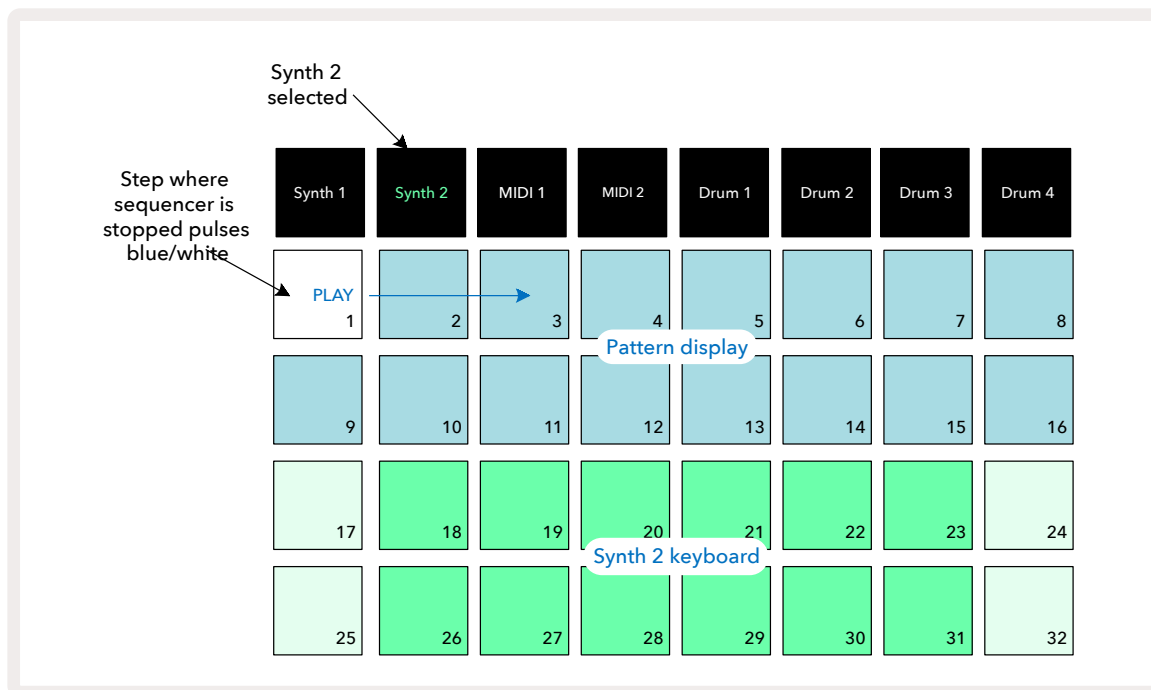 Synth 2
selected
Step where
sequencer is
stopped pulses
blue/white
Synth 1 Synth 2 MIDI 1 MIDI 2 Drum 1 Drum 2 Drum 3 Drum 4
PLAY
1 2 3 4 5 6 7 8
Pattern display
9 10 11 12 13 14 15 16
17 18 19 20 21 22 23 24
Synth 2 keyboard
25 26 27 28 29 30 31 32